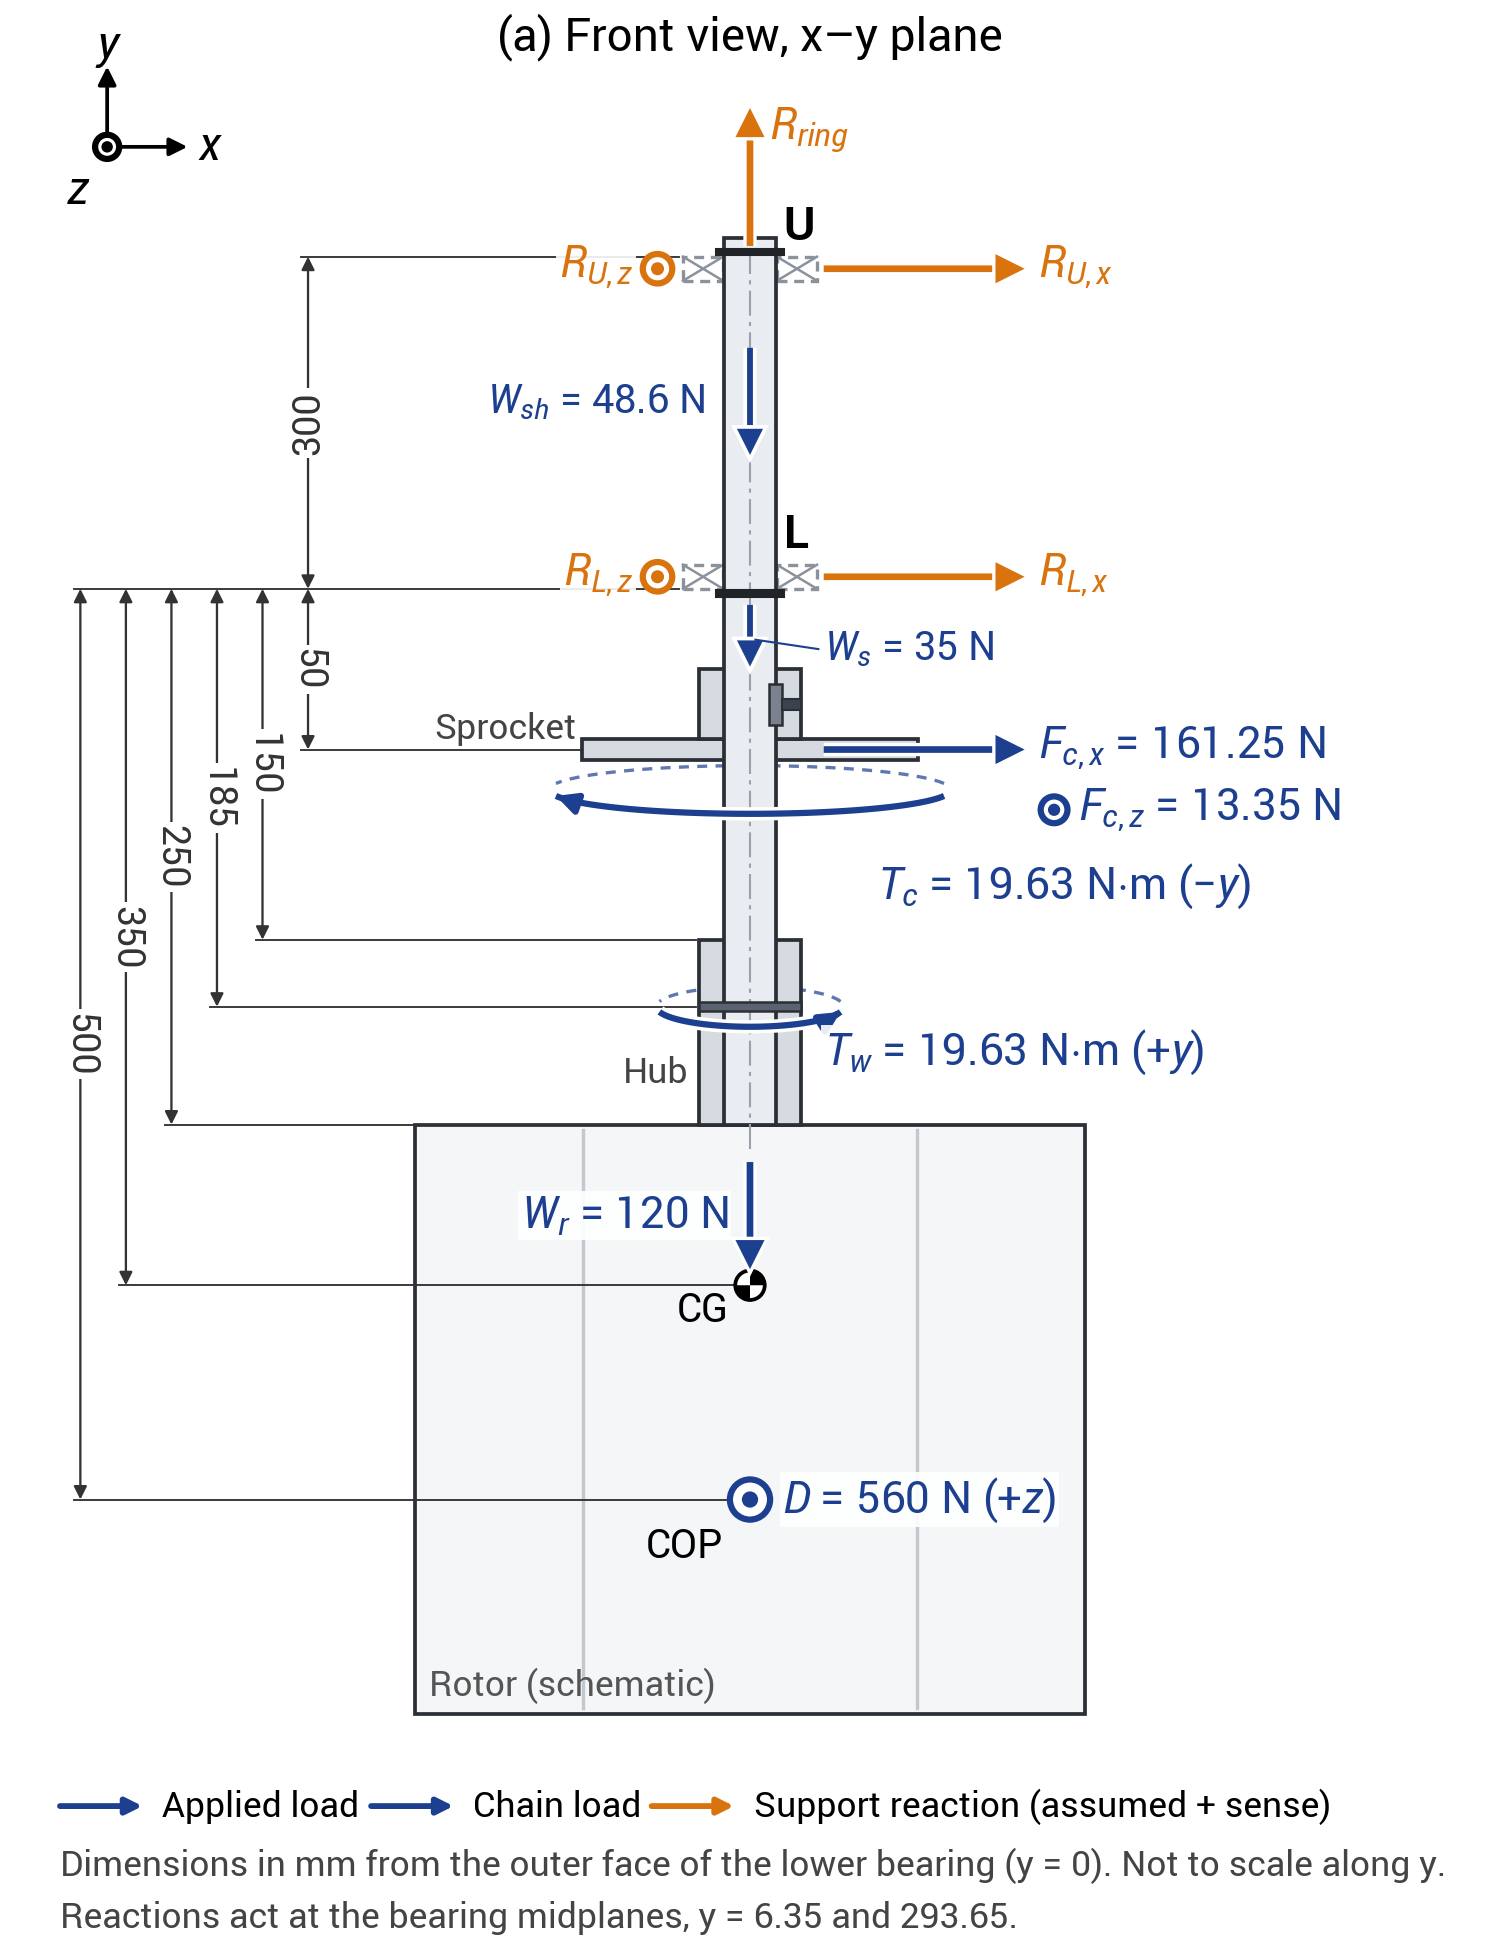 (a) Front view, x−y plane
y
x
z
R_ring
U
R_U,z
R_U,x
W_sh = 48.6 N
300
L
R_L,z
R_L,x
W_s = 35 N
50
Sprocket
F_c,x = 161.25 N
150
F_c,z = 13.35 N
185
250
T_c = 19.63 N·m (−y)
350
500
T_w = 19.63 N·m (+y)
Hub
W_r = 120 N
CG
D = 560 N (+z)
COP
Rotor (schematic)
Applied load Chain load Support reaction (assumed + sense)
Dimensions in mm from the outer face of the lower bearing (y = 0). Not to scale along y.
Reactions act at the bearing midplanes, y = 6.35 and 293.65.